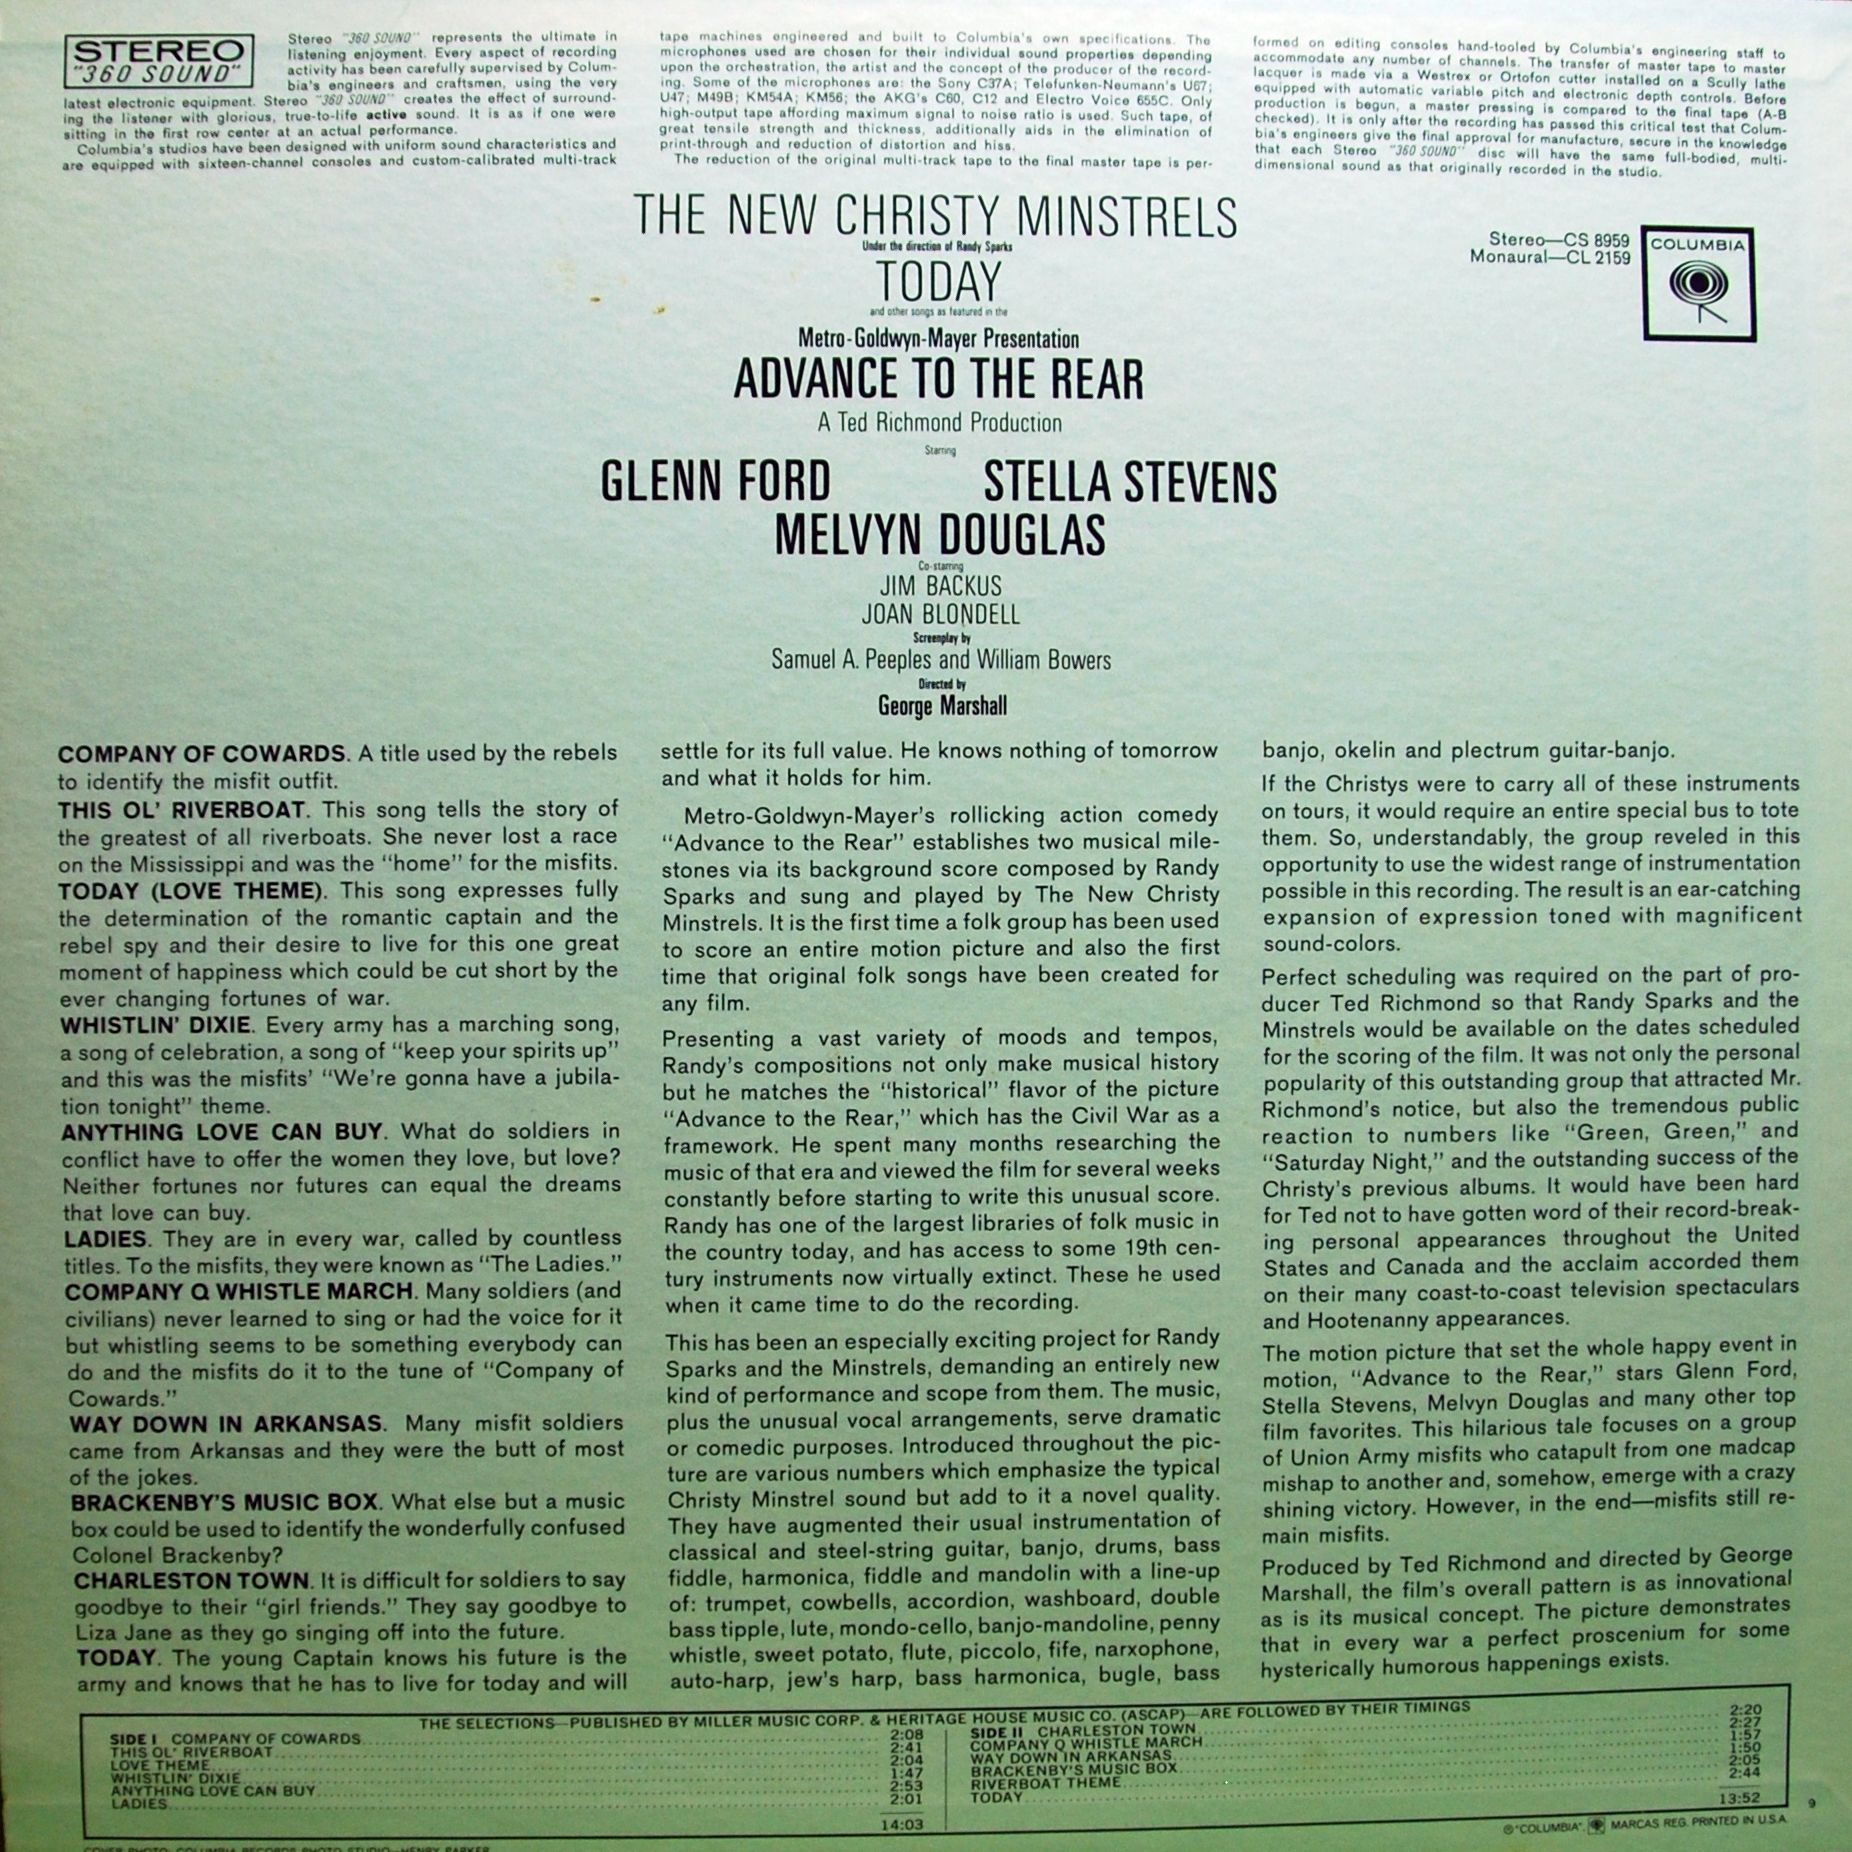 STEREO
"360 SOUND"
Stereo "360 SOUND" represents the ultimate in
listening enjoyment. Every aspect of recording
activity has been carefully supervised by Colum-
bia's engineers and craftsmen, using the very
latest electronic equipment. Stereo "360 SOUND" creates the effect of surround-
ing the listener with glorious, true-to-life active sound. It is as if one were
sitting in the first row center at an actual performance.
Columbia's studios have been designed with uniform sound characteristics and
are equipped with sixteen-channel consoles and custom-calibrated multi-track
tape machines engineered and built to Columbia's own specifications. The
microphones used are chosen for their individual sound properties depending
upon the orchestration, the artist and the concept of the producer of the record-
ing. Some of the microphones are: the Sony C37A; Telefunken-Neumann's U67;
U47; M49B; KM54A; KM56; the AKG's C60, C12 and Electro Voice 655C. Only
high-output tape affording maximum signal to noise ratio is used. Such tape, of
great tensile strength and thickness, additionally aids in the elimination of
print-through and reduction of distortion and hiss.
The reduction of the original multi-track tape to the final master tape is per-
formed on editing consoles hand-tooled by Columbia's engineering staff to
accommodate any number of channels. The transfer of master tape to master
lacquer is made via a Westrex or Ortofon cutter installed on a Scully lathe
equipped with automatic variable pitch and electronic depth controls. Before
production is begun, a master pressing is compared to the final tape (A-B
checked). It is only after the recording has passed this critical test that Colum-
bia's engineers give the final approval for manufacture, secure in the knowledge
that each Stereo "360 SOUND" disc will have the same full-bodied, multi-
dimensional sound as that originally recorded in the studio.
THE NEW CHRISTY MINSTRELS
Under the direction of Randy Sparks
TODAY
and other songs as featured in the
Metro-Goldwyn-Mayer Presentation
ADVANCE TO THE REAR
A Ted Richmond Production
Starring
GLENN FORD STELLA STEVENS
MELVYN DOUGLAS
Co-starring
JIM BACKUS
JOAN BLONDELL
Screenplay by
Samuel A. Peeples and William Bowers
Directed by
George Marshall
Stereo—CS 8959
Monaural—CL 2159
COLUMBIA
COMPANY OF COWARDS. A title used by the rebels
to identify the misfit outfit.
THIS OL' RIVERBOAT. This song tells the story of
the greatest of all riverboats. She never lost a race
on the Mississippi and was the "home" for the misfits.
TODAY (LOVE THEME). This song expresses fully
the determination of the romantic captain and the
rebel spy and their desire to live for this one great
moment of happiness which could be cut short by the
ever changing fortunes of war.
WHISTLIN' DIXIE. Every army has a marching song,
a song of celebration, a song of "keep your spirits up"
and this was the misfits' "We're gonna have a jubila-
tion tonight" theme.
ANYTHING LOVE CAN BUY. What do soldiers in
conflict have to offer the women they love, but love?
Neither fortunes nor futures can equal the dreams
that love can buy.
LADIES. They are in every war, called by countless
titles. To the misfits, they were known as "The Ladies."
COMPANY Q WHISTLE MARCH. Many soldiers (and
civilians) never learned to sing or had the voice for it
but whistling seems to be something everybody can
do and the misfits do it to the tune of "Company of
Cowards."
WAY DOWN IN ARKANSAS. Many misfit soldiers
came from Arkansas and they were the butt of most
of the jokes.
BRACKENBY'S MUSIC BOX. What else but a music
box could be used to identify the wonderfully confused
Colonel Brackenby?
CHARLESTON TOWN. It is difficult for soldiers to say
goodbye to their "girl friends." They say goodbye to
Liza Jane as they go singing off into the future.
TODAY. The young Captain knows his future is the
army and knows that he has to live for today and will
settle for its full value. He knows nothing of tomorrow
and what it holds for him.
Metro-Goldwyn-Mayer's rollicking action comedy
"Advance to the Rear" establishes two musical mile-
stones via its background score composed by Randy
Sparks and sung and played by The New Christy
Minstrels. It is the first time a folk group has been used
to score an entire motion picture and also the first
time that original folk songs have been created for
any film.
Presenting a vast variety of moods and tempos,
Randy's compositions not only make musical history
but he matches the "historical" flavor of the picture
"Advance to the Rear," which has the Civil War as a
framework. He spent many months researching the
music of that era and viewed the film for several weeks
constantly before starting to write this unusual score.
Randy has one of the largest libraries of folk music in
the country today, and has access to some 19th cen-
tury instruments now virtually extinct. These he used
when it came time to do the recording.
This has been an especially exciting project for Randy
Sparks and the Minstrels, demanding an entirely new
kind of performance and scope from them. The music,
plus the unusual vocal arrangements, serve dramatic
or comedic purposes. Introduced throughout the pic-
ture are various numbers which emphasize the typical
Christy Minstrel sound but add to it a novel quality.
They have augmented their usual instrumentation of
classical and steel-string guitar, banjo, drums, bass
fiddle, harmonica, fiddle and mandolin with a line-up
of: trumpet, cowbells, accordion, washboard, double
bass tipple, lute, mondo-cello, banjo-mandoline, penny
whistle, sweet potato, flute, piccolo, fife, narxophone,
auto-harp, jew's harp, bass harmonica, bugle, bass
banjo, okelin and plectrum guitar-banjo.
If the Christys were to carry all of these instruments
on tours, it would require an entire special bus to tote
them. So, understandably, the group reveled in this
opportunity to use the widest range of instrumentation
possible in this recording. The result is an ear-catching
expansion of expression toned with magnificent
sound-colors.
Perfect scheduling was required on the part of pro-
ducer Ted Richmond so that Randy Sparks and the
Minstrels would be available on the dates scheduled
for the scoring of the film. It was not only the personal
popularity of this outstanding group that attracted Mr.
Richmond's notice, but also the tremendous public
reaction to numbers like "Green, Green," and
"Saturday Night," and the outstanding success of the
Christy's previous albums. It would have been hard
for Ted not to have gotten word of their record-break-
ing personal appearances throughout the United
States and Canada and the acclaim accorded them
on their many coast-to-coast television spectaculars
and Hootenanny appearances.
The motion picture that set the whole happy event in
motion, "Advance to the Rear," stars Glenn Ford,
Stella Stevens, Melvyn Douglas and many other top
film favorites. This hilarious tale focuses on a group
of Union Army misfits who catapult from one madcap
mishap to another and, somehow, emerge with a crazy
shining victory. However, in the end—misfits still re-
main misfits.
Produced by Ted Richmond and directed by George
Marshall, the film's overall pattern is as innovational
as is its musical concept. The picture demonstrates
that in every war a perfect proscenium for some
hysterically humorous happenings exists.
THE SELECTIONS—PUBLISHED BY MILLER MUSIC CORP. & HERITAGE HOUSE MUSIC CO. (ASCAP)—ARE FOLLOWED BY THEIR TIMINGS
SIDE I COMPANY OF COWARDS 2:08
THIS OL' RIVERBOAT 2:41
LOVE THEME 2:04
WHISTLIN' DIXIE 1:47
ANYTHING LOVE CAN BUY 2:53
LADIES 2:01
14:03
SIDE II CHARLESTON TOWN 2:20
COMPANY Q WHISTLE MARCH 2:27
WAY DOWN IN ARKANSAS 1:57
BRACKENBY'S MUSIC BOX 1:50
RIVERBOAT THEME 2:05
TODAY 2:44
13:52
9
℗"COLUMBIA", MARCAS REG. PRINTED IN U.S.A.
COVER PHOTO: COLUMBIA RECORDS PHOTO STUDIO—HENRY PARKER